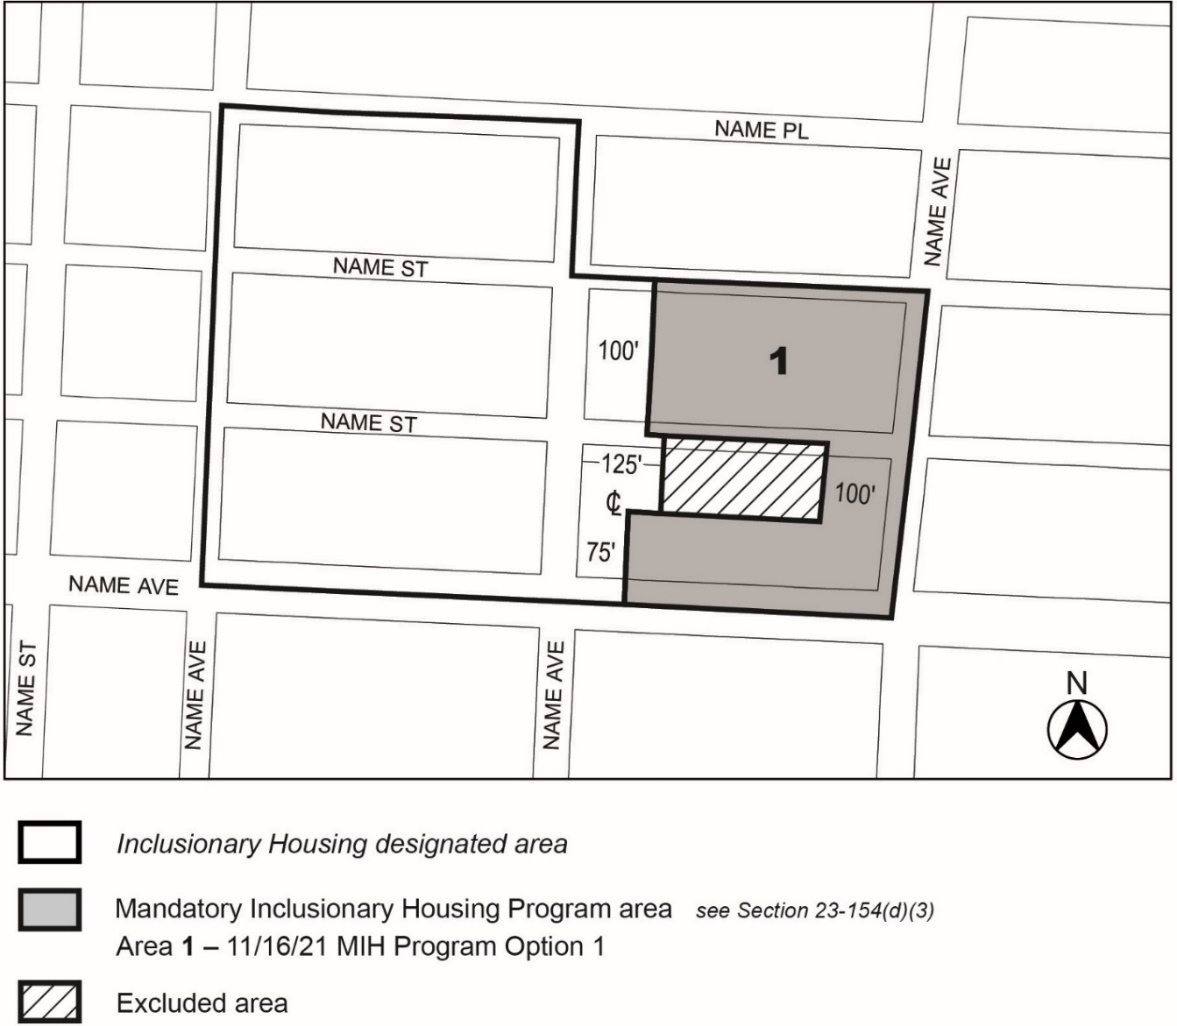 NAME PL
NAME AVE
NAME ST
1
100'
NAME ST
125'
100'
℄
75'
NAME AVE
NAME ST
NAME AVE
NAME AVE
N
Inclusionary Housing designated area
Mandatory Inclusionary Housing Program area see Section 23-154(d)(3)
Area 1 – 11/16/21 MIH Program Option 1
Excluded area